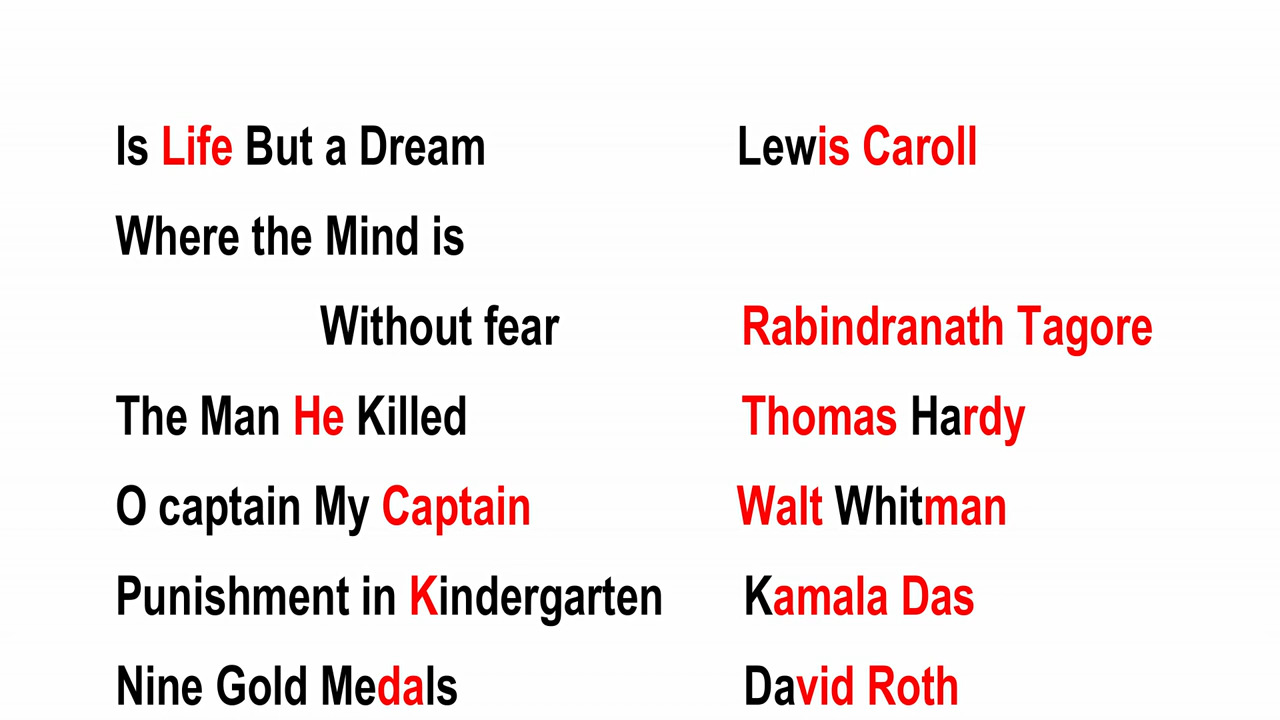 Is Life But a Dream Lewis Caroll
Where the Mind is
Without fear Rabindranath Tagore
The Man He Killed Thomas Hardy
O captain My Captain Walt Whitman
Punishment in Kindergarten Kamala Das
Nine Gold Medals David Roth